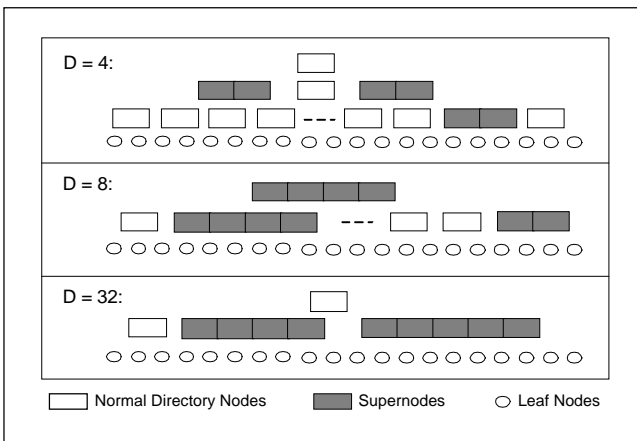 D = 4:
D = 8:
D = 32:
Normal Directory Nodes Supernodes Leaf Nodes